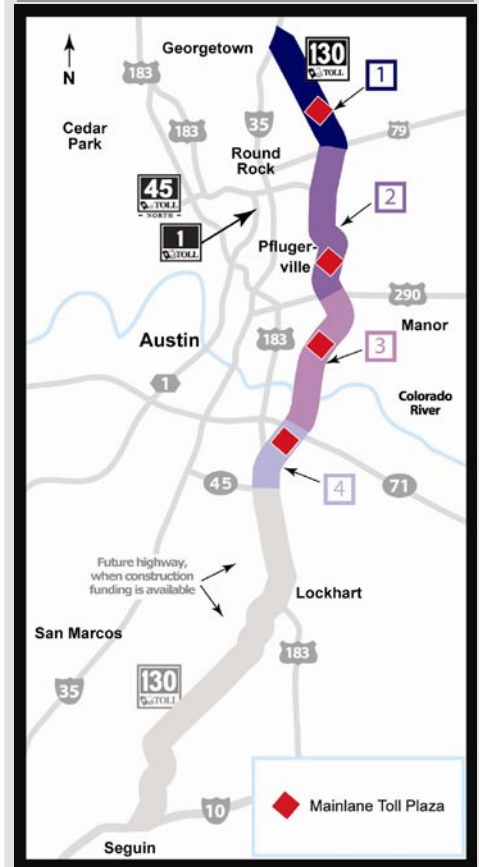 Georgetown
130
TOLL
1
183
N
Cedar
Park
183
35
79
Round
Rock
45
TOLL
NORTH
2
1
TOLL
Pfluger-
ville
290
Manor
Austin
183
3
1
Colorado
River
4
45
71
Future highway,
when construction
funding is available
Lockhart
San Marcos
183
130
TOLL
35
10
Mainlane Toll Plaza
Seguin